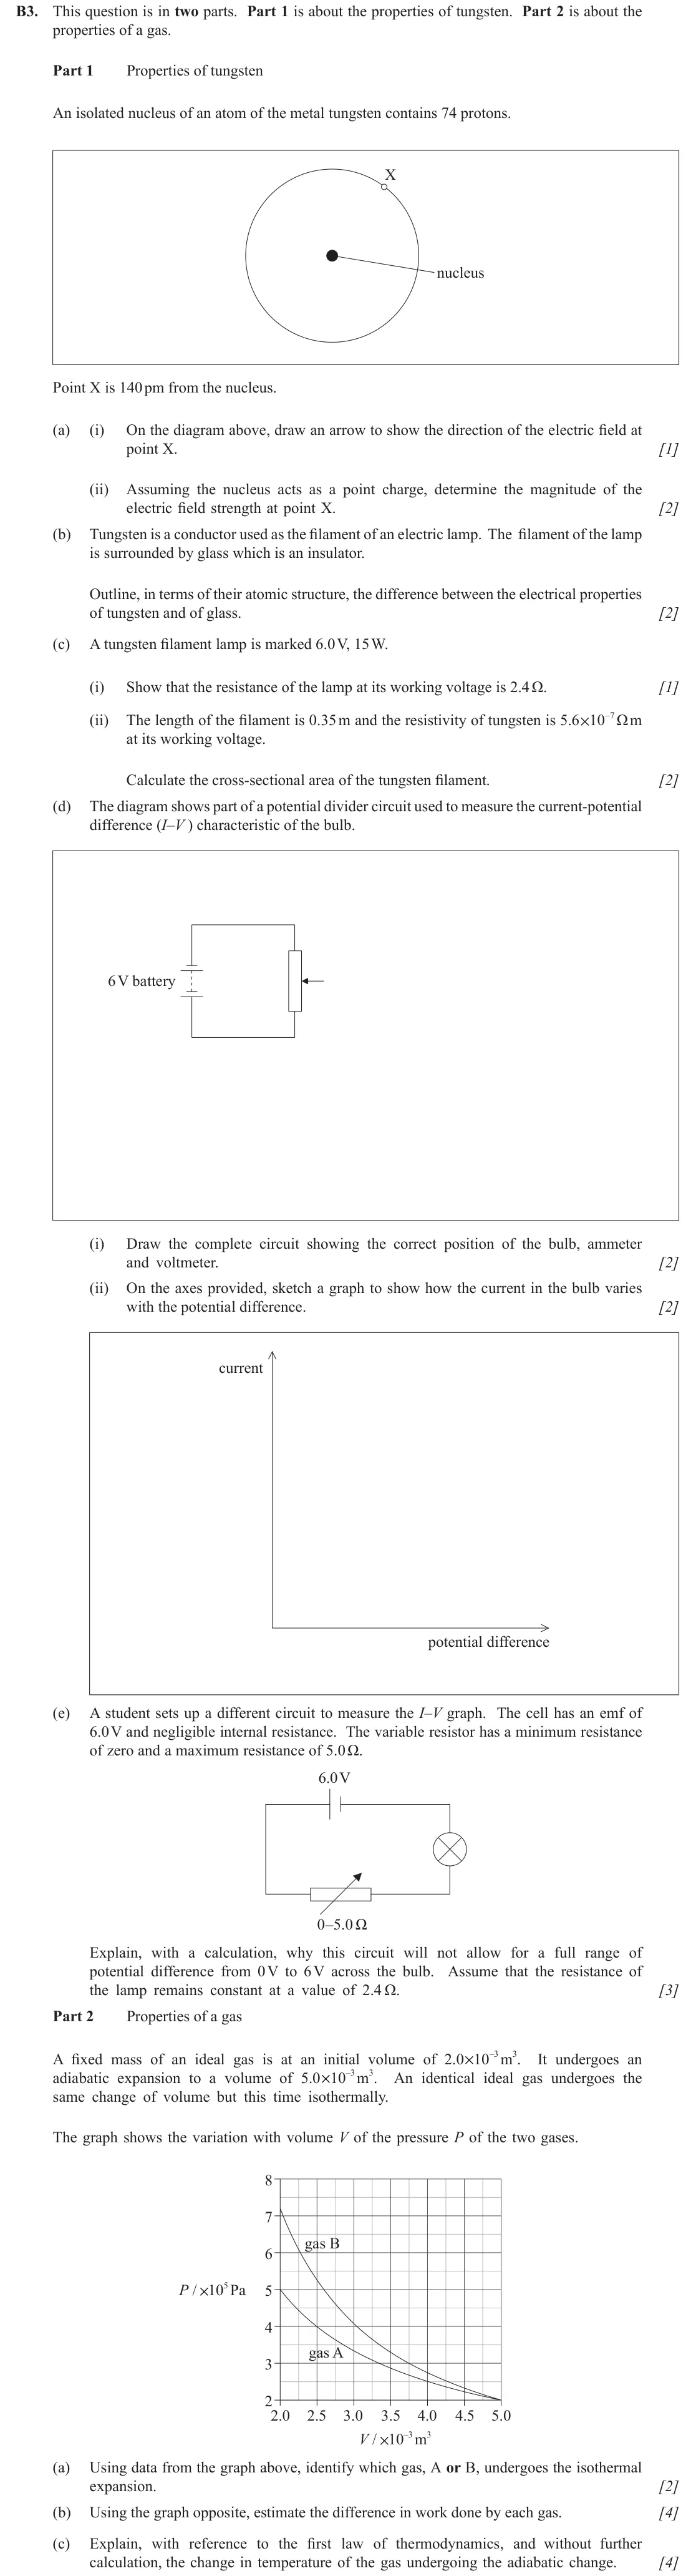 B3. This question is in two parts. Part 1 is about the properties of tungsten. Part 2 is about the
properties of a gas.
Part 1 Properties of tungsten
An isolated nucleus of an atom of the metal tungsten contains 74 protons.
X
nucleus
Point X is 140 pm from the nucleus.
(a) (i) On the diagram above, draw an arrow to show the direction of the electric field at
point X. [1]
(ii) Assuming the nucleus acts as a point charge, determine the magnitude of the
electric field strength at point X. [2]
(b) Tungsten is a conductor used as the filament of an electric lamp. The filament of the lamp
is surrounded by glass which is an insulator.
Outline, in terms of their atomic structure, the difference between the electrical properties
of tungsten and of glass. [2]
(c) A tungsten filament lamp is marked 6.0 V, 15 W.
(i) Show that the resistance of the lamp at its working voltage is 2.4 Ω. [1]
(ii) The length of the filament is 0.35 m and the resistivity of tungsten is 5.6×10⁻⁷ Ω m
at its working voltage.
Calculate the cross-sectional area of the tungsten filament. [2]
(d) The diagram shows part of a potential divider circuit used to measure the current-potential
difference (I–V) characteristic of the bulb.
6 V battery
(i) Draw the complete circuit showing the correct position of the bulb, ammeter
and voltmeter. [2]
(ii) On the axes provided, sketch a graph to show how the current in the bulb varies
with the potential difference. [2]
current
potential difference
(e) A student sets up a different circuit to measure the I–V graph. The cell has an emf of
6.0 V and negligible internal resistance. The variable resistor has a minimum resistance
of zero and a maximum resistance of 5.0 Ω.
6.0 V
0–5.0 Ω
Explain, with a calculation, why this circuit will not allow for a full range of
potential difference from 0 V to 6 V across the bulb. Assume that the resistance of
the lamp remains constant at a value of 2.4 Ω. [3]
Part 2 Properties of a gas
A fixed mass of an ideal gas is at an initial volume of 2.0×10⁻³ m³. It undergoes an
adiabatic expansion to a volume of 5.0×10⁻³ m³. An identical ideal gas undergoes the
same change of volume but this time isothermally.
The graph shows the variation with volume V of the pressure P of the two gases.
8
7
gas B
6
P / ×10⁵ Pa 5
4
gas A
3
2
2.0 2.5 3.0 3.5 4.0 4.5 5.0
V / ×10⁻³ m³
(a) Using data from the graph above, identify which gas, A or B, undergoes the isothermal
expansion. [2]
(b) Using the graph opposite, estimate the difference in work done by each gas. [4]
(c) Explain, with reference to the first law of thermodynamics, and without further
calculation, the change in temperature of the gas undergoing the adiabatic change. [4]